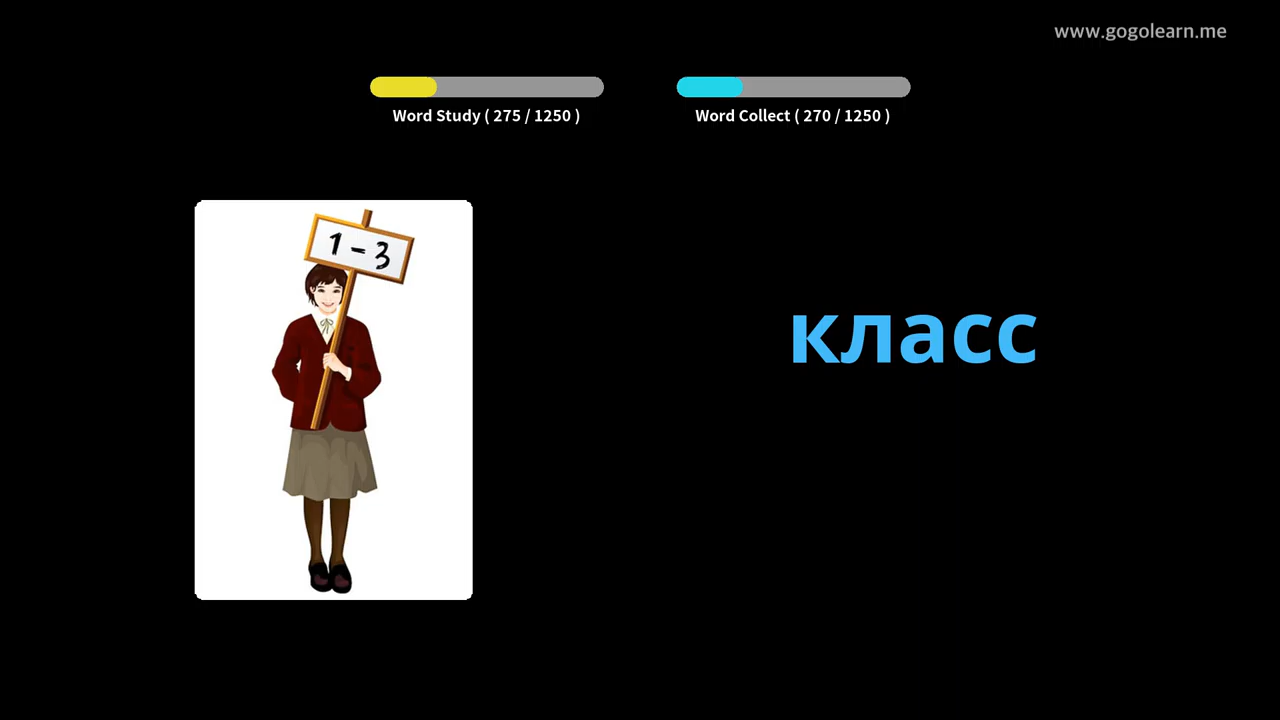 www.gogolearn.me
Word Study ( 275 / 1250 )
Word Collect ( 270 / 1250 )
1 - 3
класс